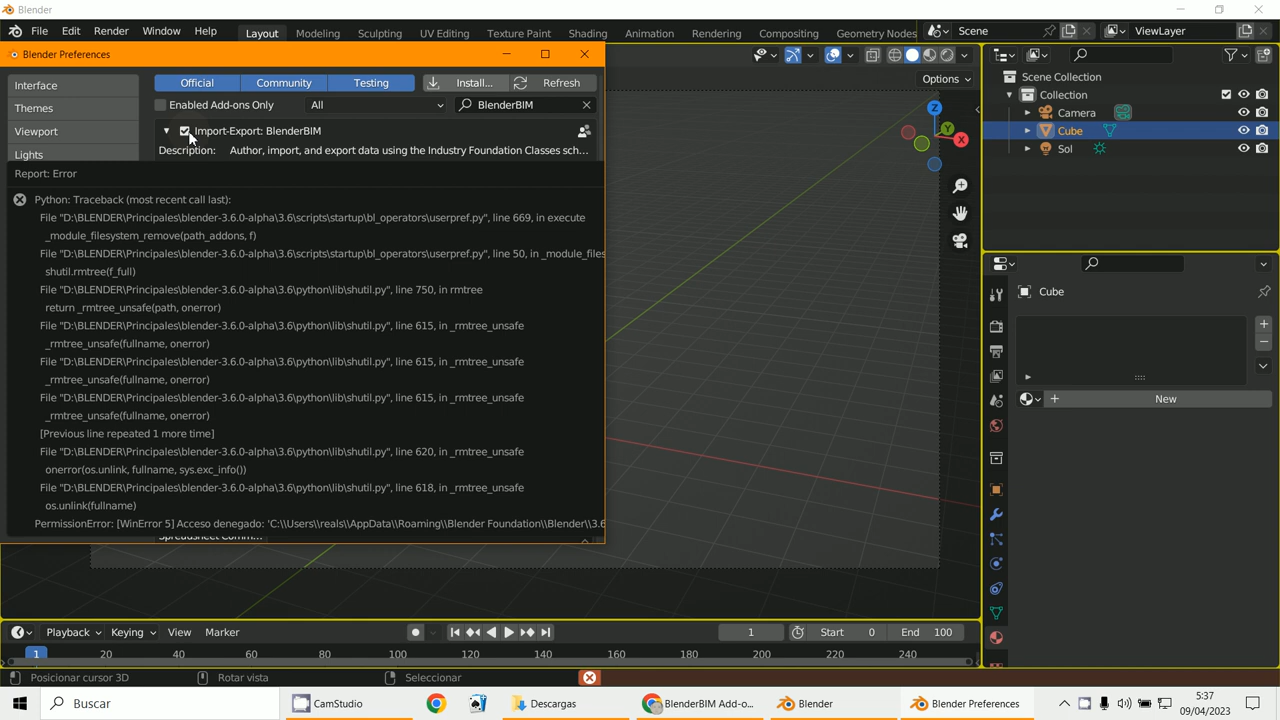 Blender
File Edit Render Window Help
Layout Modeling Sculpting UV Editing Texture Paint Shading Animation Rendering Compositing Geometry Nodes
Scene
ViewLayer
Blender Preferences
Interface
Themes
Viewport
Lights
Official Community Testing
Install... Refresh
Enabled Add-ons Only
All
BlenderBIM
Import-Export: BlenderBIM
Description: Author, import, and export data using the Industry Foundation Classes sch...
Report: Error
Python: Traceback (most recent call last):
File "D:\BLENDER\Principales\blender-3.6.0-alpha\3.6\scripts\startup\bl_operators\userpref.py", line 669, in execute
_module_filesystem_remove(path_addons, f)
File "D:\BLENDER\Principales\blender-3.6.0-alpha\3.6\scripts\startup\bl_operators\userpref.py", line 50, in _module_files
shutil.rmtree(f_full)
File "D:\BLENDER\Principales\blender-3.6.0-alpha\3.6\python\lib\shutil.py", line 750, in rmtree
return _rmtree_unsafe(path, onerror)
File "D:\BLENDER\Principales\blender-3.6.0-alpha\3.6\python\lib\shutil.py", line 615, in _rmtree_unsafe
_rmtree_unsafe(fullname, onerror)
File "D:\BLENDER\Principales\blender-3.6.0-alpha\3.6\python\lib\shutil.py", line 615, in _rmtree_unsafe
_rmtree_unsafe(fullname, onerror)
File "D:\BLENDER\Principales\blender-3.6.0-alpha\3.6\python\lib\shutil.py", line 615, in _rmtree_unsafe
_rmtree_unsafe(fullname, onerror)
[Previous line repeated 1 more time]
File "D:\BLENDER\Principales\blender-3.6.0-alpha\3.6\python\lib\shutil.py", line 620, in _rmtree_unsafe
onerror(os.unlink, fullname, sys.exc_info())
File "D:\BLENDER\Principales\blender-3.6.0-alpha\3.6\python\lib\shutil.py", line 618, in _rmtree_unsafe
os.unlink(fullname)
PermissionError: [WinError 5] Acceso denegado: 'C:\\Users\\reals\\AppData\\Roaming\\Blender Foundation\\Blender\\3.6
Spreadsheet Comm...
Options
Z
Y
X
Scene Collection
Collection
Camera
Cube
Sol
Cube
New
Playback Keying View Marker
1
Start 0
End 100
1 20 40 60 80 100 120 140 160 180 200 220 240
Posicionar cursor 3D
Rotar vista
Seleccionar
Buscar
CamStudio
Descargas
BlenderBIM Add-o...
Blender
Blender Preferences
5:37
09/04/2023